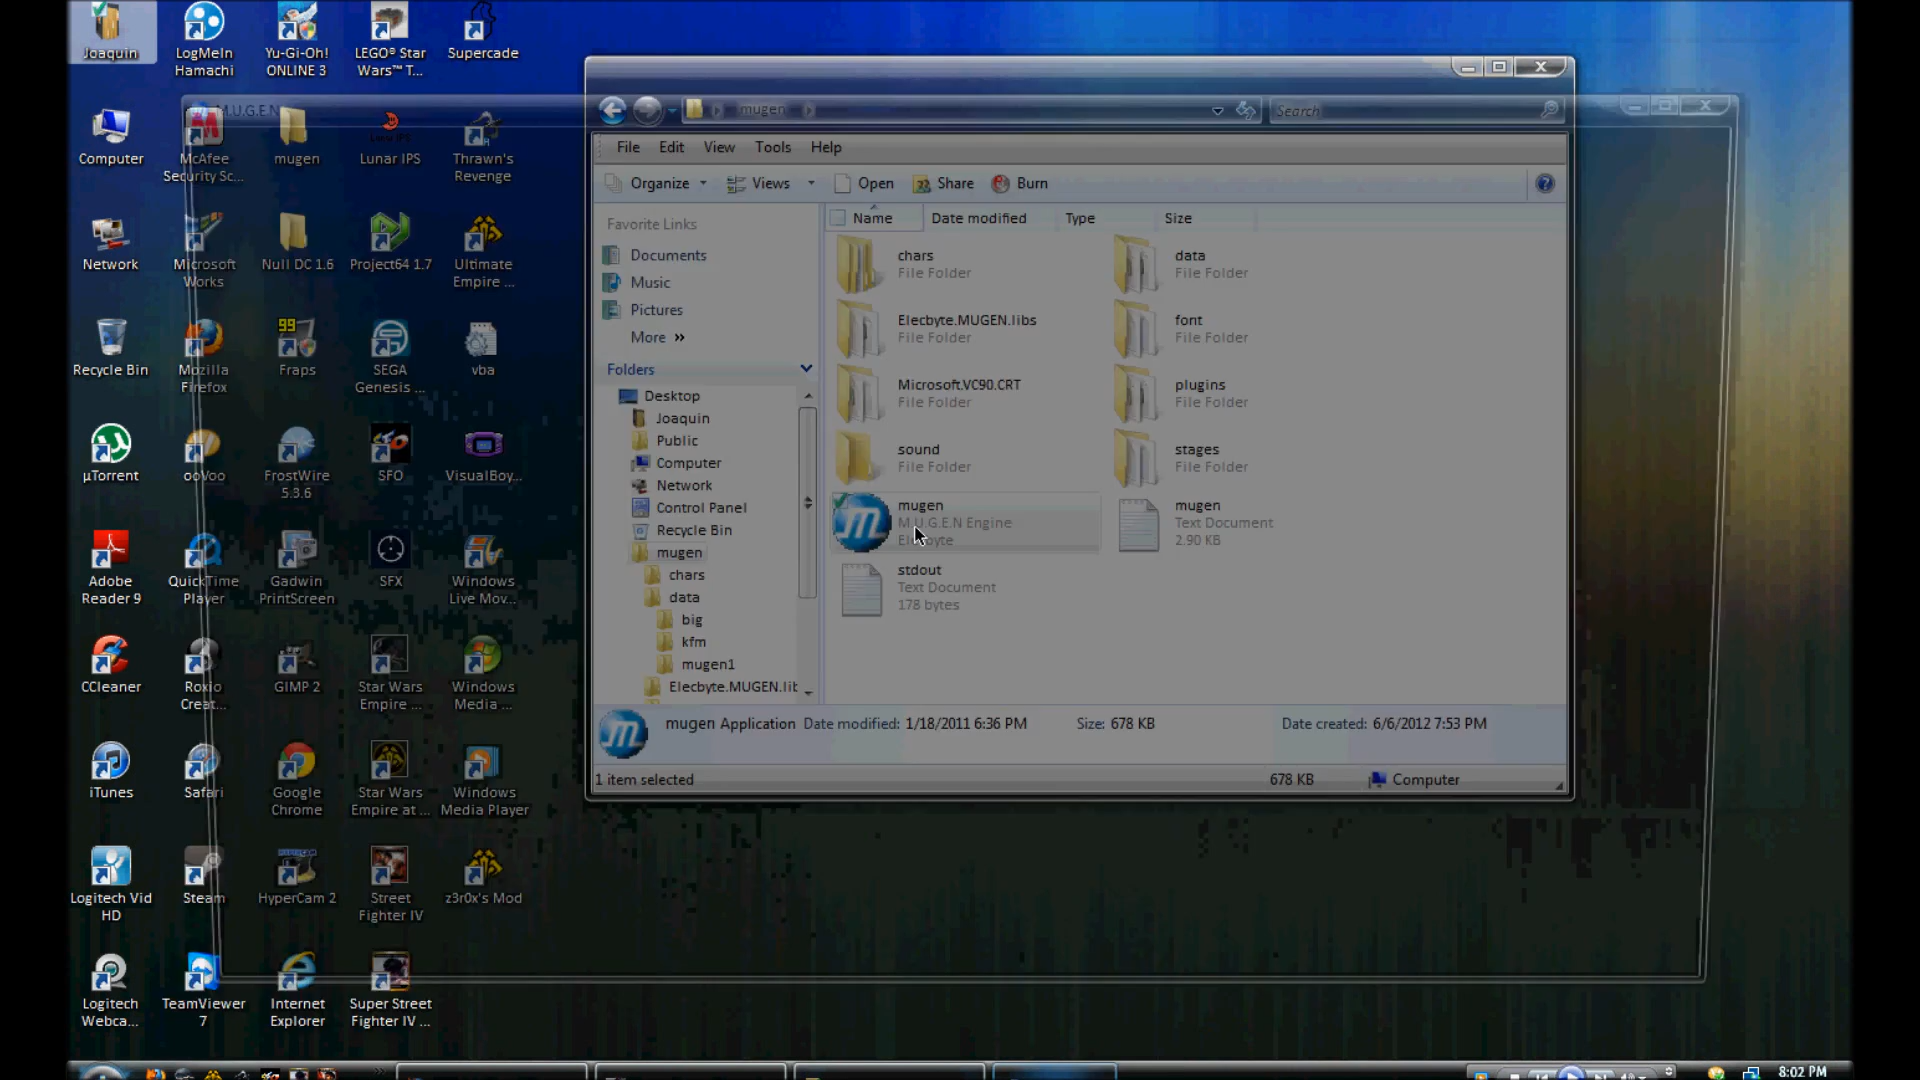 Joaquin
LogMeIn
Hamachi
Yu-Gi-Oh!
ONLINE 3
LEGO® Star
Wars™ T...
Supercade
Computer
McAfee
Security Sc...
mugen
Lunar IPS
Thrawn's
Revenge
Network
Microsoft
Works
Null DC 1.6
Project64 1.7
Ultimate
Empire ...
Recycle Bin
Mozilla
Firefox
99
Fraps
SEGA
Genesis ...
vba
µTorrent
ooVoo
FrostWire
5.3.6
SFO
VisualBoy...
Adobe
Reader 9
QuickTime
Player
Gadwin
PrintScreen
SFX
Windows
Live Mov...
CCleaner
Roxio
Creat...
GIMP 2
Star Wars
Empire ...
Windows
Media ...
iTunes
Safari
Google
Chrome
Star Wars
Empire at ...
Windows
Media Player
Logitech Vid
HD
Steam
HYPERCAM
HyperCam 2
Street
Fighter IV
z3r0x's Mod
Logitech
Webca...
TeamViewer
7
Internet
Explorer
Super Street
Fighter IV ...
M.U.G.E.N
mugen
Search
File Edit View Tools Help
Organize Views Open Share Burn
Favorite Links
Documents
Music
Pictures
More »
Folders
Desktop
Joaquin
Public
Computer
Network
Control Panel
Recycle Bin
mugen
chars
data
big
kfm
mugen1
Elecbyte.MUGEN.lib
Name Date modified Type Size
chars
File Folder
data
File Folder
Elecbyte.MUGEN.libs
File Folder
font
File Folder
Microsoft.VC90.CRT
File Folder
plugins
File Folder
sound
File Folder
stages
File Folder
mugen
M.U.G.E.N Engine
Elecbyte
mugen
Text Document
2.90 KB
stdout
Text Document
178 bytes
mugen Application Date modified: 1/18/2011 6:36 PM Size: 678 KB Date created: 6/6/2012 7:53 PM
1 item selected 678 KB Computer
8:02 PM